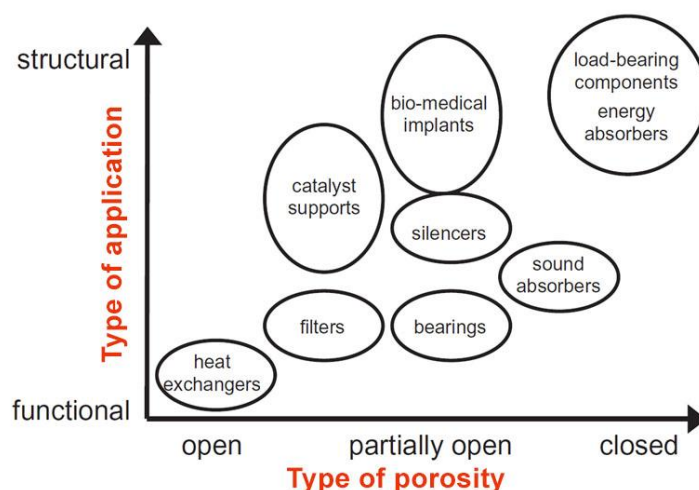 structural
load-bearing
components
energy
absorbers
bio-medical
implants
catalyst
supports
silencers
sound
absorbers
filters
bearings
heat
exchangers
functional
Type of application
open
partially open
closed
Type of porosity